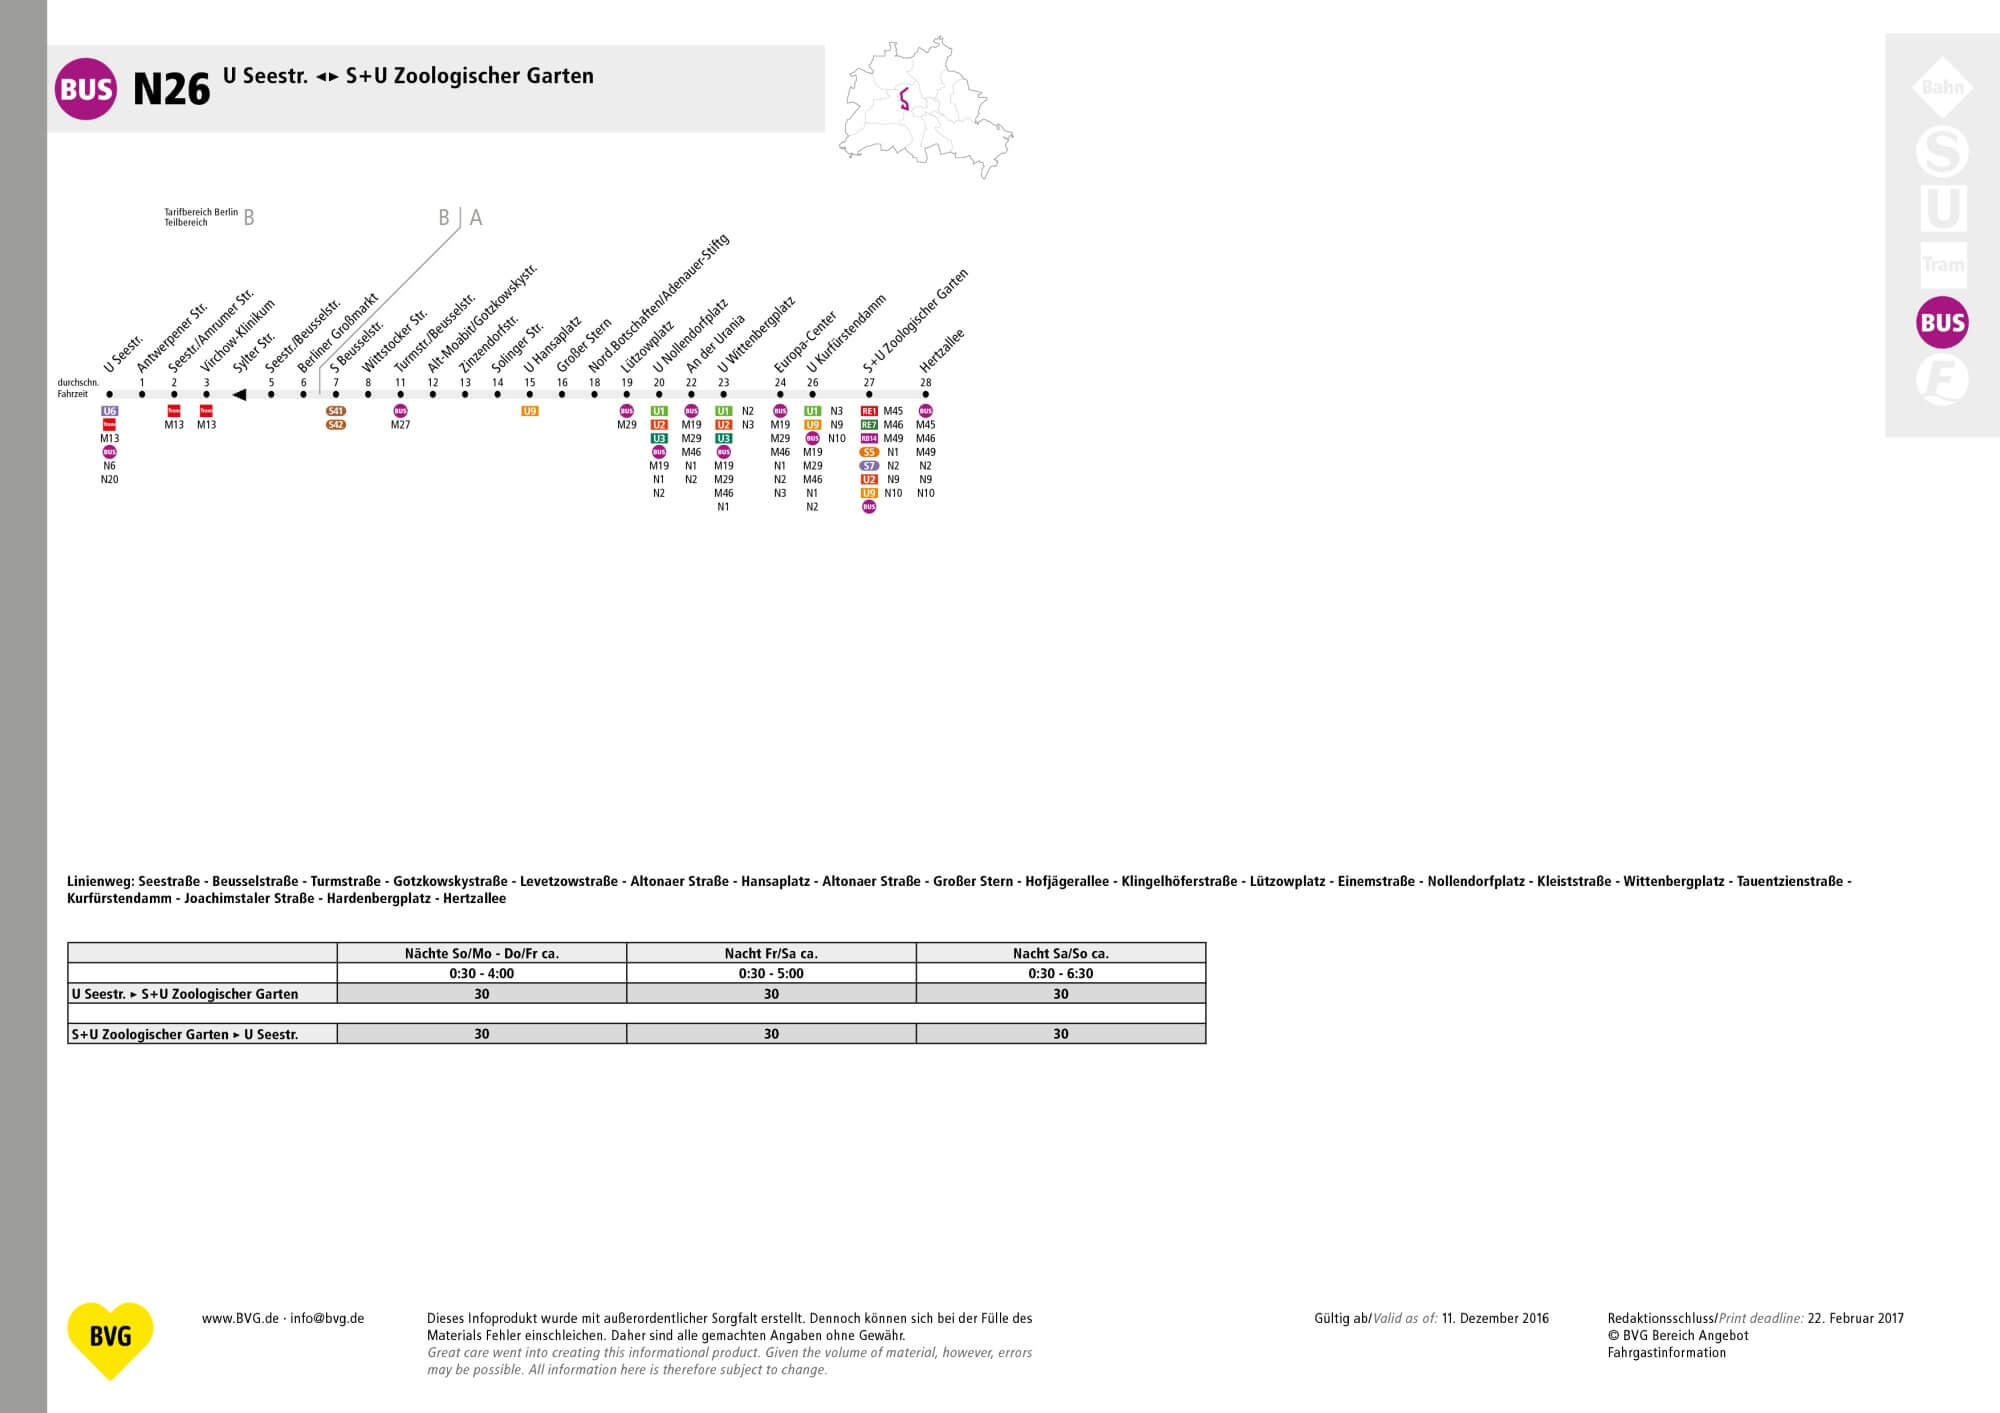 BUS N26 U Seestr. ◄► S+U Zoologischer Garten
Bahn
S
U
Tram
BUS
F
Tarifbereich Berlin
Teilbereich
B
B | A
U Seestr.
Antwerpener Str.
Seestr./Amrumer Str.
Virchow-Klinikum
Sylter Str.
Seestr./Beusselstr.
Berliner Großmarkt
S Beusselstr.
Wittstocker Str.
Turmstr./Beusselstr.
Alt-Moabit/Gotzkowskystr.
Zinzendorfstr.
Solinger Str.
U Hansaplatz
Großer Stern
Nord.Botschaften/Adenauer-Stiftg
Lützowplatz
U Nollendorfplatz
An der Urania
U Wittenbergplatz
Europa-Center
U Kurfürstendamm
S+U Zoologischer Garten
Hertzallee
durchschn.
Fahrzeit
1 2 3 5 6 7 8 11 12 13 14 15 16 18 19 20 22 23 24 26 27 28
U6 Tram Tram S41 BUS U9 BUS U1 BUS U1 N2 BUS U1 N3 RE1 M45 BUS
Tram M13 M13 S42 M27 M29 U2 M19 U2 N3 M19 U9 N9 RE7 M46 M45
M13 U3 M29 U3 M29 BUS N10 RB14 M49 M46
BUS BUS M46 BUS M46 M19 S5 N1 M49
N6 M19 N1 M19 N1 M29 S7 N2 N2
N20 N1 N2 M29 N2 M46 U2 N9 N9
N2 M46 N3 N1 U9 N10 N10
N1 N2 BUS
Linienweg: Seestraße - Beusselstraße - Turmstraße - Gotzkowskystraße - Levetzowstraße - Altonaer Straße - Hansaplatz - Altonaer Straße - Großer Stern - Hofjägerallee - Klingelhöferstraße - Lützowplatz - Einemstraße - Nollendorfplatz - Kleiststraße - Wittenbergplatz - Tauentzienstraße -
Kurfürstendamm - Joachimstaler Straße - Hardenbergplatz - Hertzallee
Nächte So/Mo - Do/Fr ca. Nacht Fr/Sa ca. Nacht Sa/So ca.
0:30 - 4:00 0:30 - 5:00 0:30 - 6:30
U Seestr. ► S+U Zoologischer Garten 30 30 30
S+U Zoologischer Garten ► U Seestr. 30 30 30
BVG
www.BVG.de · info@bvg.de
Dieses Infoprodukt wurde mit außerordentlicher Sorgfalt erstellt. Dennoch können sich bei der Fülle des
Materials Fehler einschleichen. Daher sind alle gemachten Angaben ohne Gewähr.
Great care went into creating this informational product. Given the volume of material, however, errors
may be possible. All information here is therefore subject to change.
Gültig ab/Valid as of: 11. Dezember 2016
Redaktionsschluss/Print deadline: 22. Februar 2017
© BVG Bereich Angebot
Fahrgastinformation